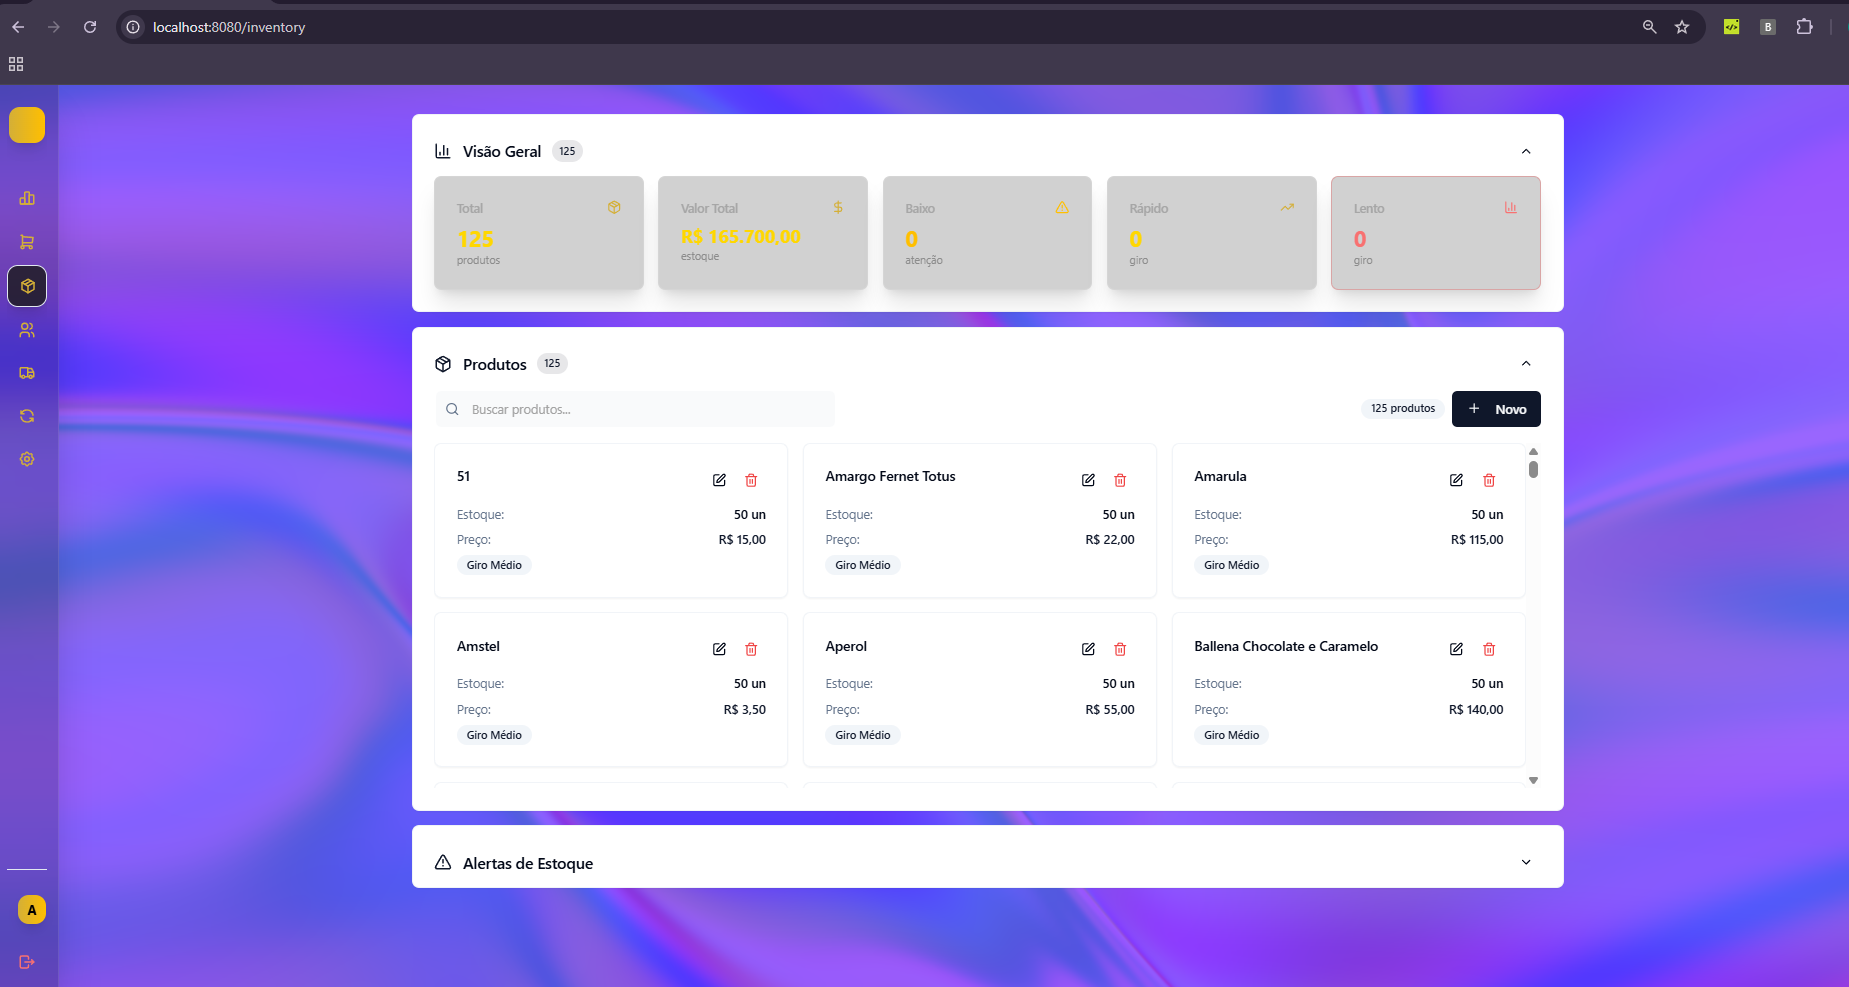 localhost:8080/inventory
B
Visão Geral 125
Total
125
produtos
Valor Total
R$ 165.700,00
estoque
Baixo
0
atenção
Rápido
0
giro
Lento
0
giro
Produtos 125
Buscar produtos...
125 produtos
Novo
51
Estoque: 50 un
Preço: R$ 15,00
Giro Médio
Amargo Fernet Totus
Estoque: 50 un
Preço: R$ 22,00
Giro Médio
Amarula
Estoque: 50 un
Preço: R$ 115,00
Giro Médio
Amstel
Estoque: 50 un
Preço: R$ 3,50
Giro Médio
Aperol
Estoque: 50 un
Preço: R$ 55,00
Giro Médio
Ballena Chocolate e Caramelo
Estoque: 50 un
Preço: R$ 140,00
Giro Médio
Alertas de Estoque
A